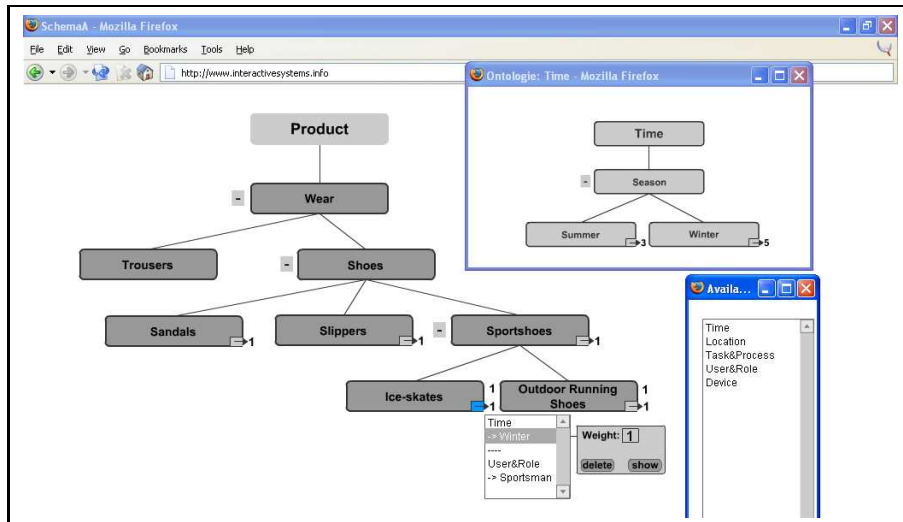 SchemaA - Mozilla Firefox
File Edit View Go Bookmarks Tools Help
http://www.interactivesystems.info
Ontologie: Time - Mozilla Firefox
Time
-
Season
Summer
3
Winter
5
Product
-
Wear
Trousers
-
Shoes
Sandals
1
Slippers
1
-
Sportshoes
1
Ice-skates
1
1
Outdoor Running
Shoes
1
1
Time
-> Winter
----
User&Role
-> Sportsman
Weight: 1
delete show
Availa...
Time
Location
Task&Process
User&Role
Device